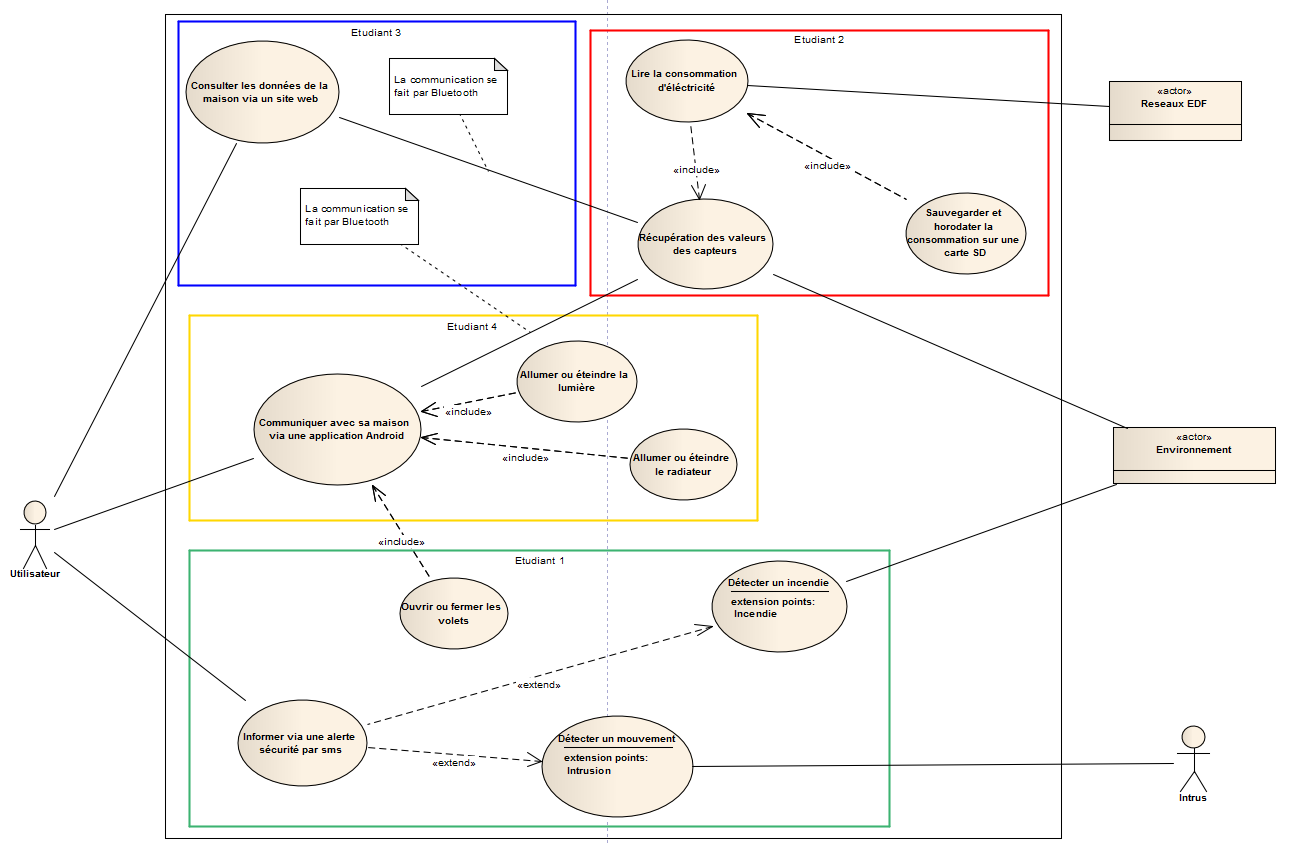 Etudiant 3
Consulter les données de la
maison via un site web
La communication se
fait par Bluetooth
La communication se
fait par Bluetooth
Etudiant 2
Lire la consommation
d'éléctricité
«include»
«include»
Récupération des valeurs
des capteurs
Sauvegarder et
horodater la
consommation sur une
carte SD
«actor»
Reseaux EDF
Etudiant 4
Communiquer avec sa maison
via une application Android
Allumer ou éteindre la
lumière
«include»
«include»
Allumer ou éteindre
le radiateur
«actor»
Environnement
Utilisateur
«include»
Etudiant 1
Ouvrir ou fermer les
volets
Détecter un incendie
extension points:
Incendie
«extend»
Informer via une alerte
sécurité par sms
«extend»
Détecter un mouvement
extension points:
Intrusion
Intrus